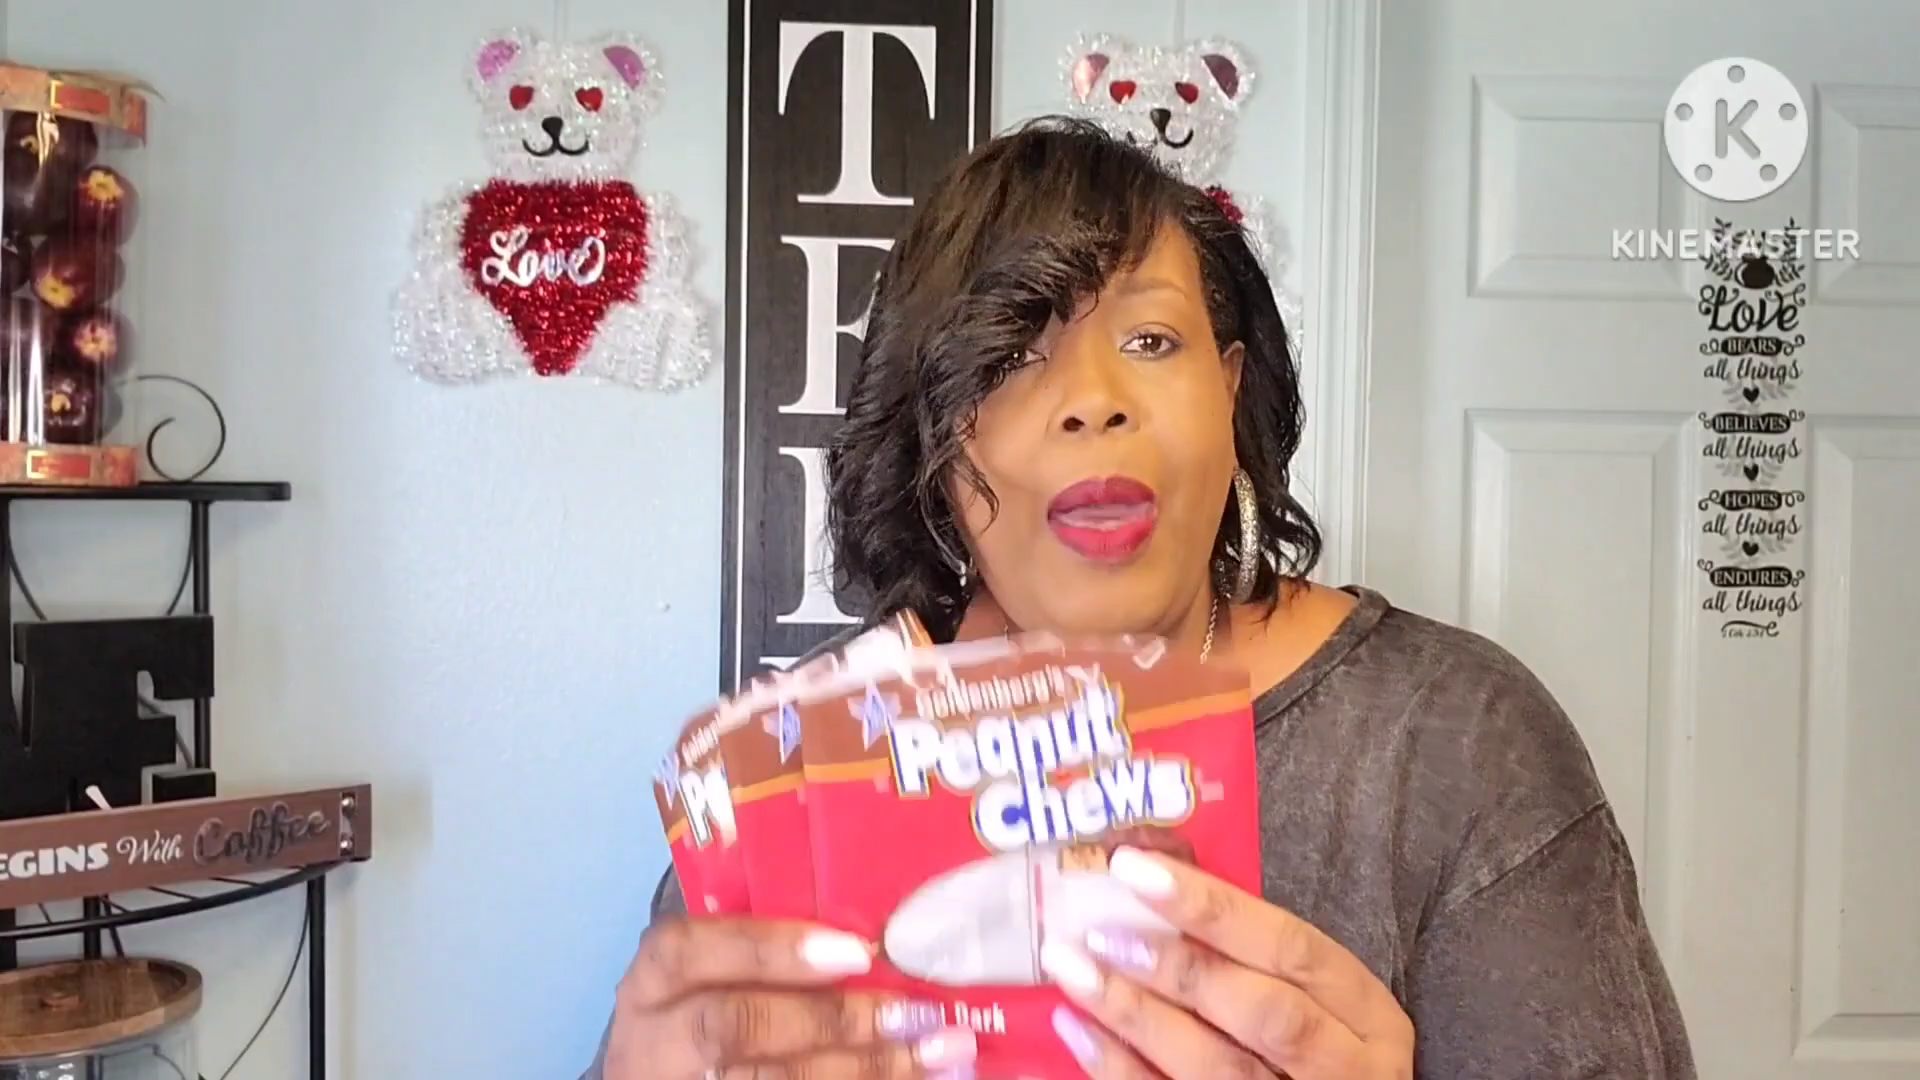 Love
T
E
K
KINEMASTER
Love
BEARS
all things
BELIEVES
all things
HOPES
all things
ENDURES
all things
EGINS With Coffee
Goldenberg's
Peanut
Chews
Dark